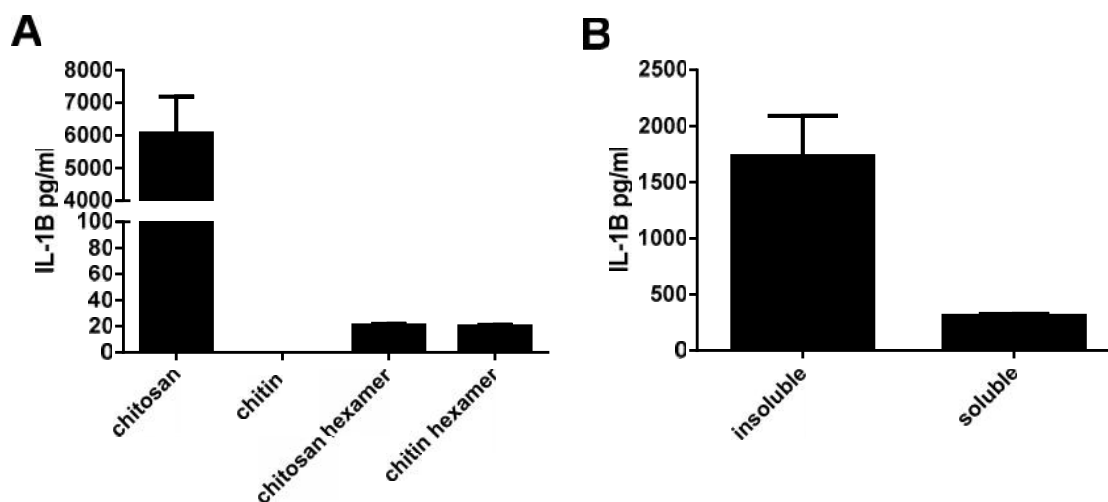 A
IL-1B pg/ml
8000
7000
6000
5000
4000
100
80
60
40
20
0
chitosan
chitin
chitosan hexamer
chitin hexamer
B
IL-1B pg/ml
2500
2000
1500
1000
500
0
insoluble
soluble